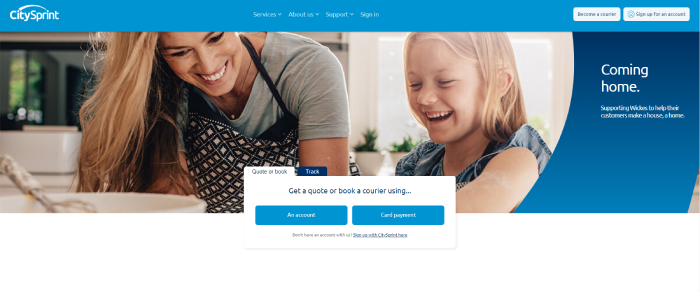 CitySprint
Services About us Support Sign in
Become a courier
Sign up for an account
Coming
home.
Supporting Wickes to help their
customers make a house, a home.
Quote or book
Track
Get a quote or book a courier using...
An account
Card payment
Don't have an account with us? Sign up with CitySprint here